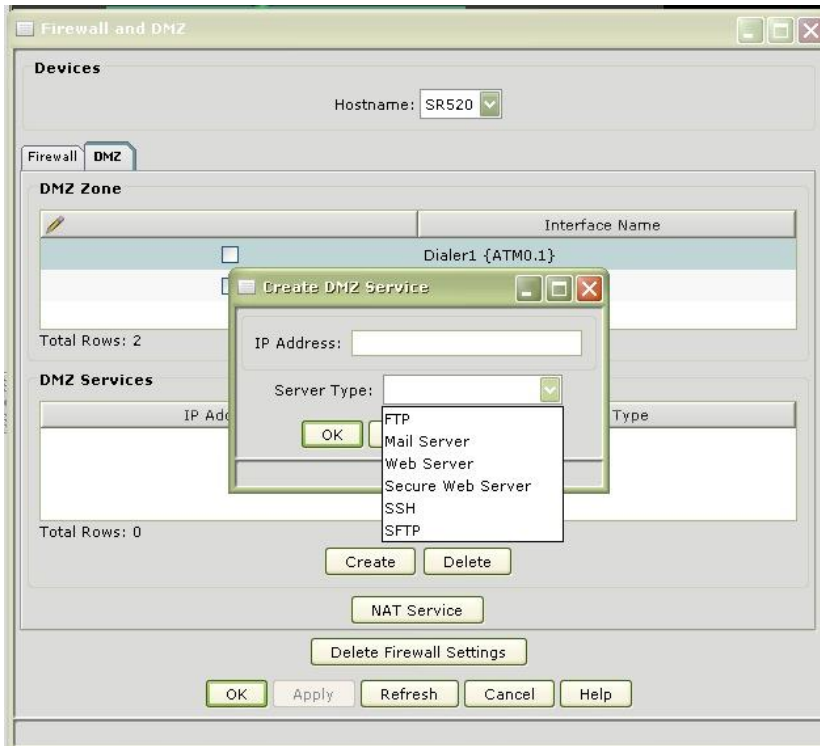 Firewall and DMZ
Devices
Hostname: SR520
Firewall DMZ
DMZ Zone
Interface Name
Dialer1 {ATM0.1}
Total Rows: 2
Create DMZ Service
IP Address:
Server Type:
FTP
Mail Server
Web Server
Secure Web Server
SSH
SFTP
OK
DMZ Services
IP Type
Total Rows: 0
Create Delete
NAT Service
Delete Firewall Settings
OK Apply Refresh Cancel Help